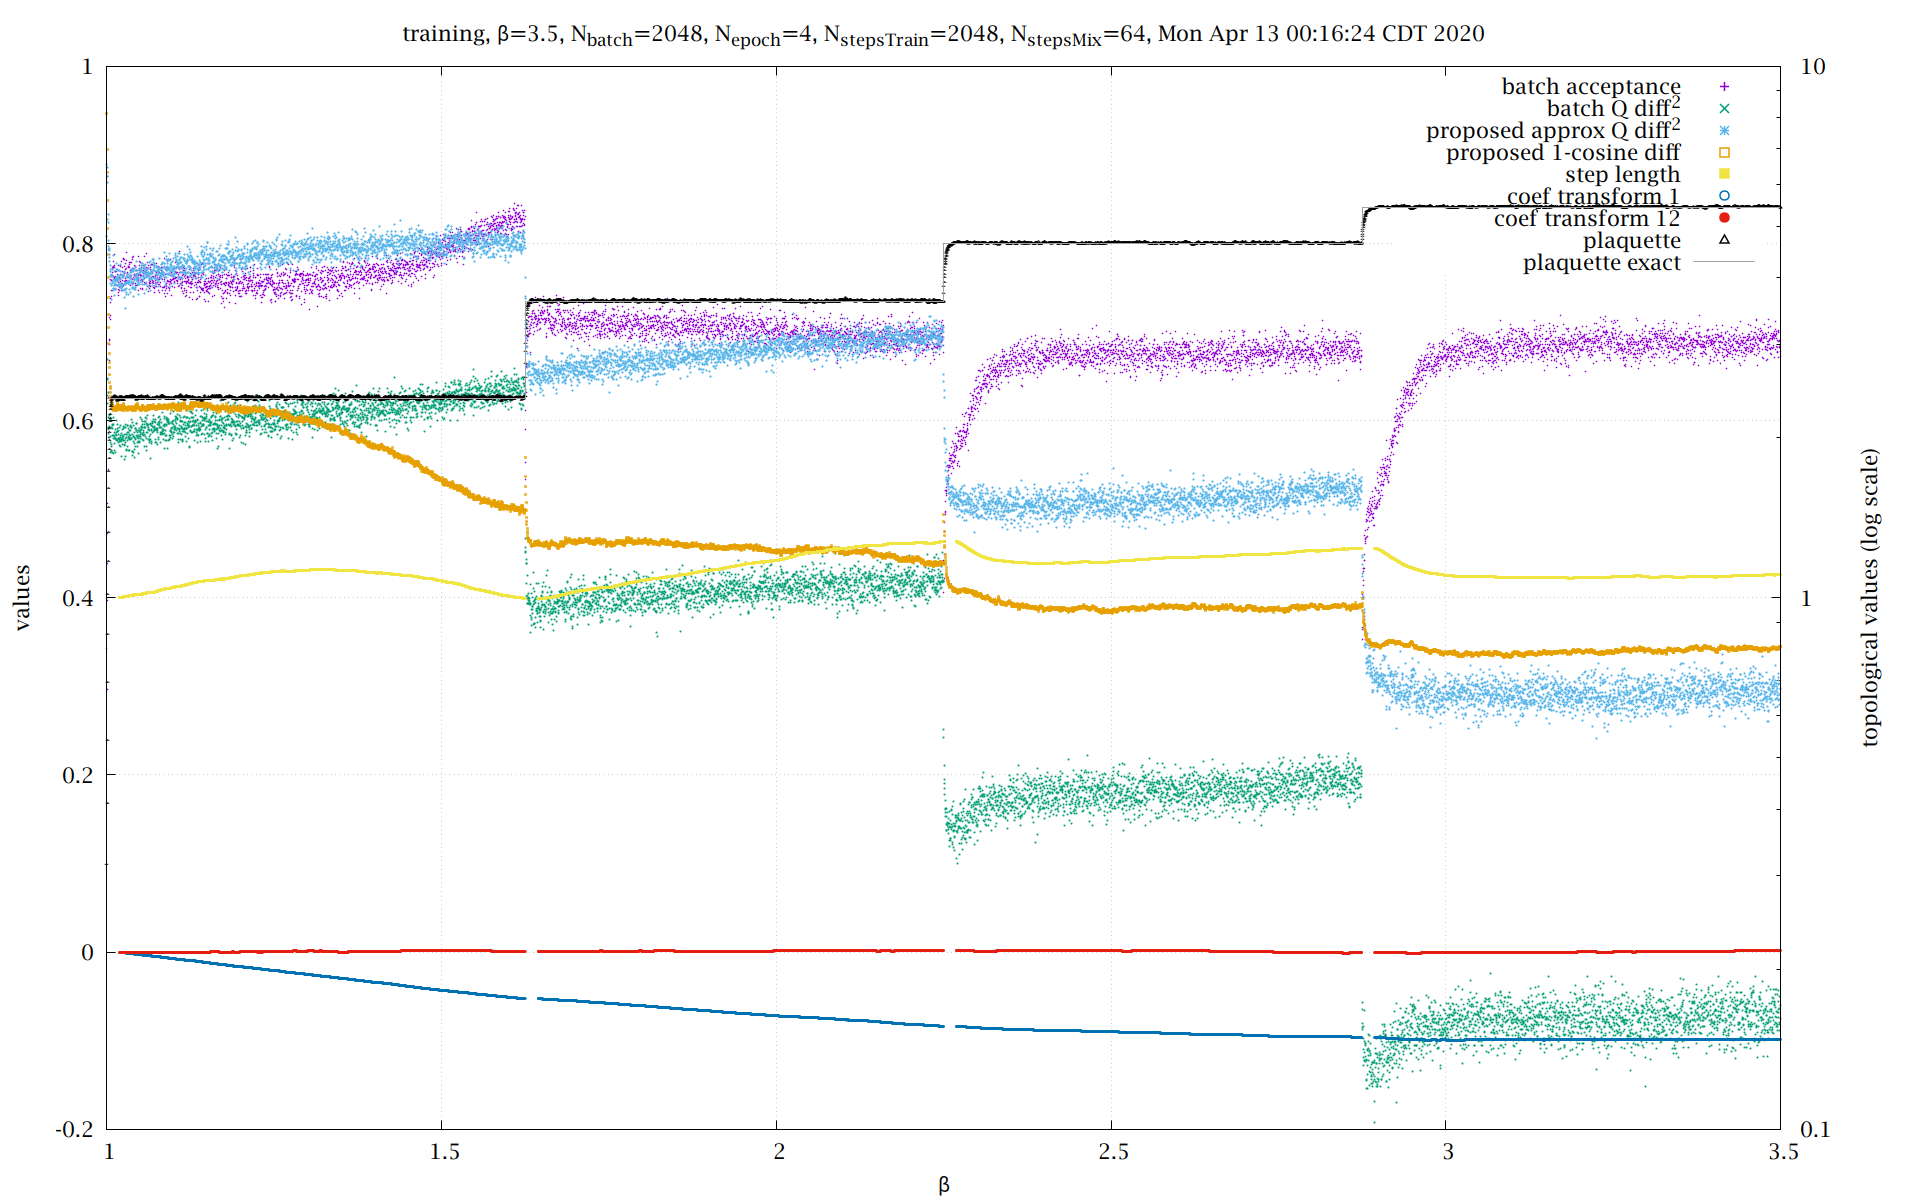 training, β=3.5, Nbatch=2048, Nepoch=4, NstepsTrain=2048, NstepsMix=64, Mon Apr 13 00:16:24 CDT 2020
batch acceptance
batch Q diff2
proposed approx Q diff2
proposed 1-cosine diff
step length
coef transform 1
coef transform 12
plaquette
plaquette exact
1
0.8
0.6
0.4
0.2
0
-0.2
values
10
1
0.1
topological values (log scale)
1
1.5
2
2.5
3
3.5
β